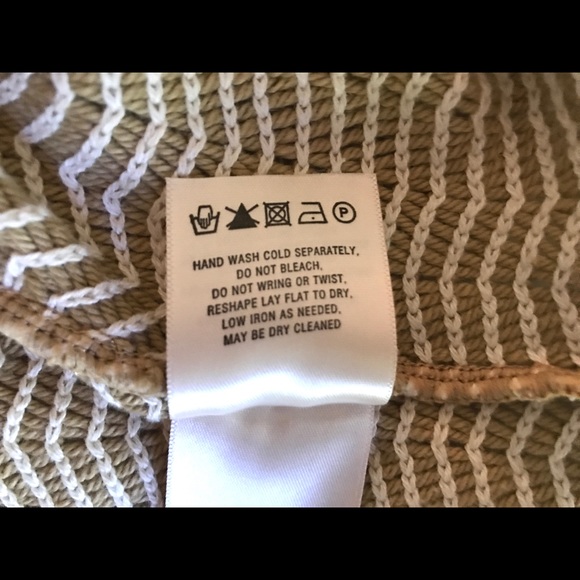 P
HAND WASH COLD SEPARATELY,
DO NOT BLEACH,
DO NOT WRING OR TWIST,
RESHAPE LAY FLAT TO DRY,
LOW IRON AS NEEDED,
MAY BE DRY CLEANED